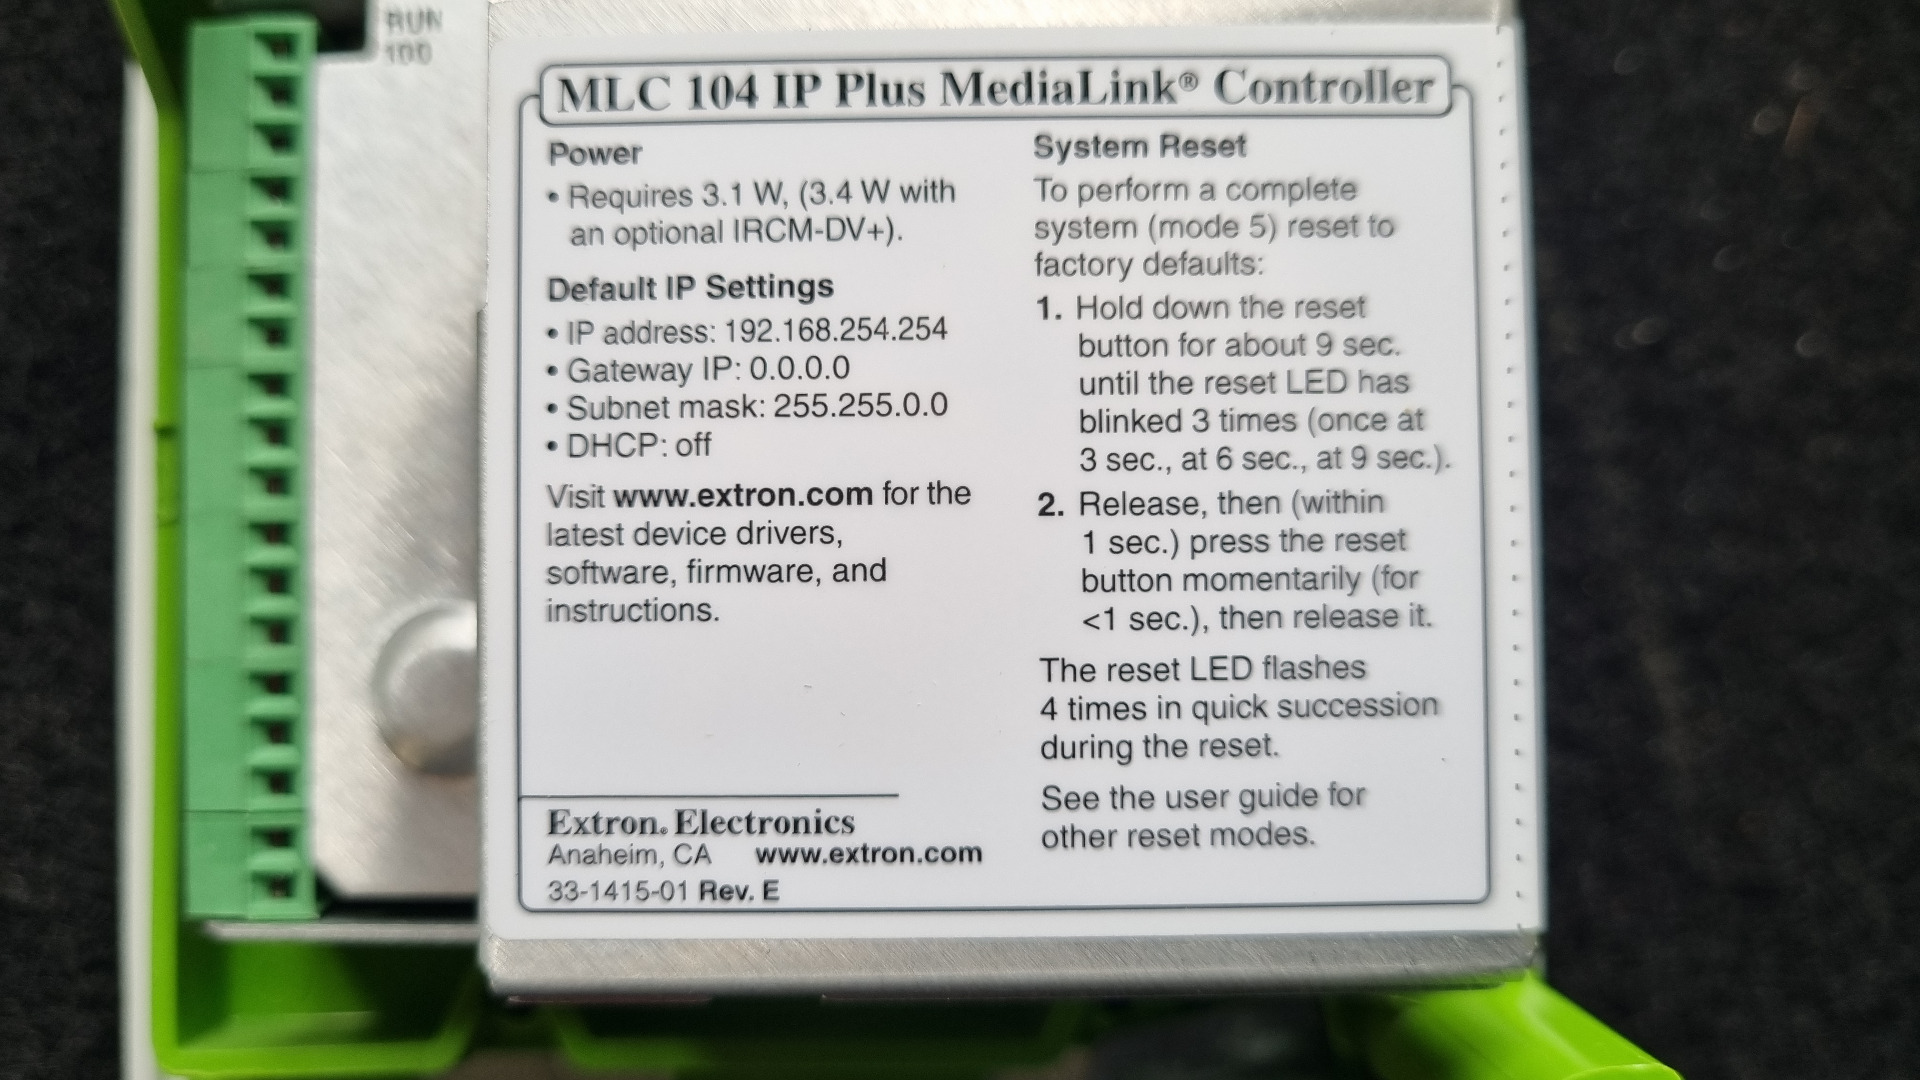 RUN
100
MLC 104 IP Plus MediaLink® Controller
Power
• Requires 3.1 W, (3.4 W with
an optional IRCM-DV+).
Default IP Settings
• IP address: 192.168.254.254
• Gateway IP: 0.0.0.0
• Subnet mask: 255.255.0.0
• DHCP: off
Visit www.extron.com for the
latest device drivers,
software, firmware, and
instructions.
Extron® Electronics
Anaheim, CA www.extron.com
33-1415-01 Rev. E
System Reset
To perform a complete
system (mode 5) reset to
factory defaults:
1. Hold down the reset
button for about 9 sec.
until the reset LED has
blinked 3 times (once at
3 sec., at 6 sec., at 9 sec.).
2. Release, then (within
1 sec.) press the reset
button momentarily (for
<1 sec.), then release it.
The reset LED flashes
4 times in quick succession
during the reset.
See the user guide for
other reset modes.